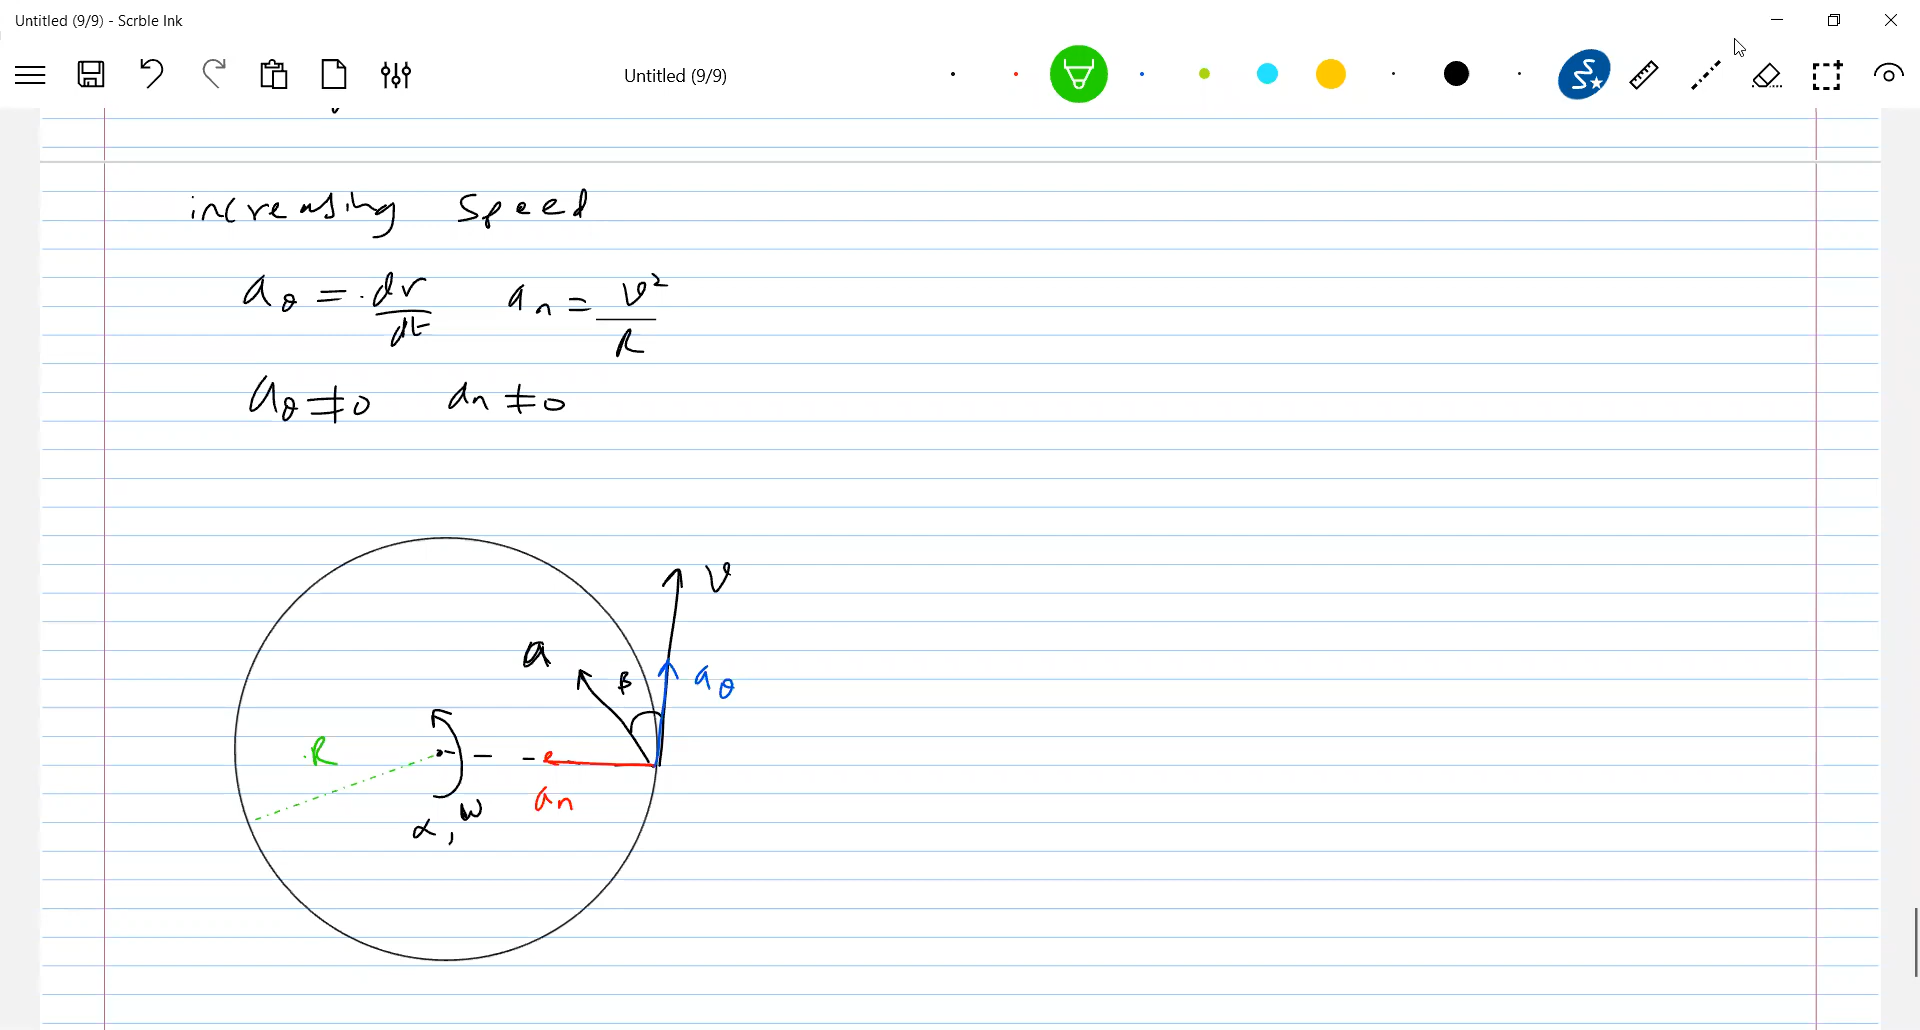 Untitled (9/9) - Scrble Ink
Untitled (9/9)
increasing speed
aθ = dv/dt an = v²/R
aθ ≠ 0 an ≠ 0
v
a
β
aθ
R
an
α, ω